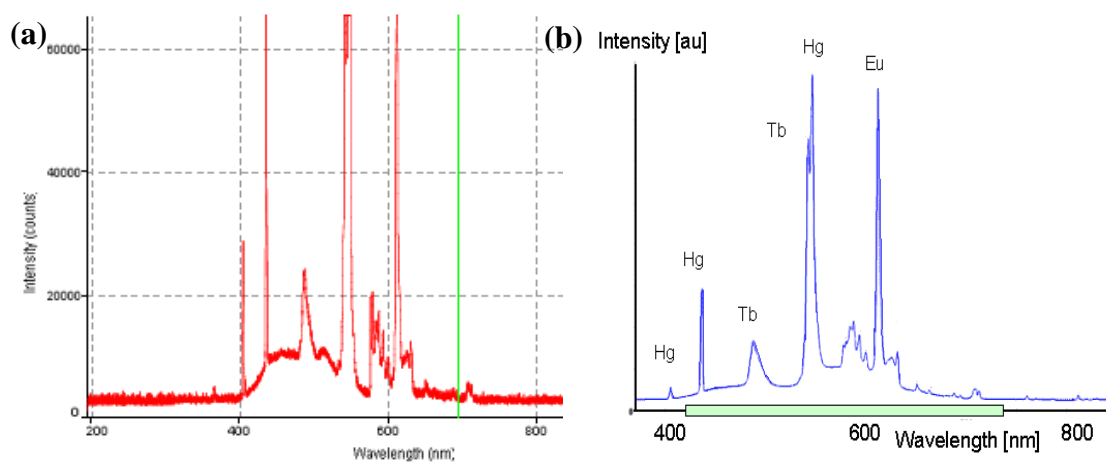 (a)
60000
40000
20000
0
Intensity (counts)
200
400
600
800
Wavelength (nm)
(b)
Intensity [au]
Hg
Hg
Tb
Tb
Hg
Eu
400
600
800
Wavelength [nm]